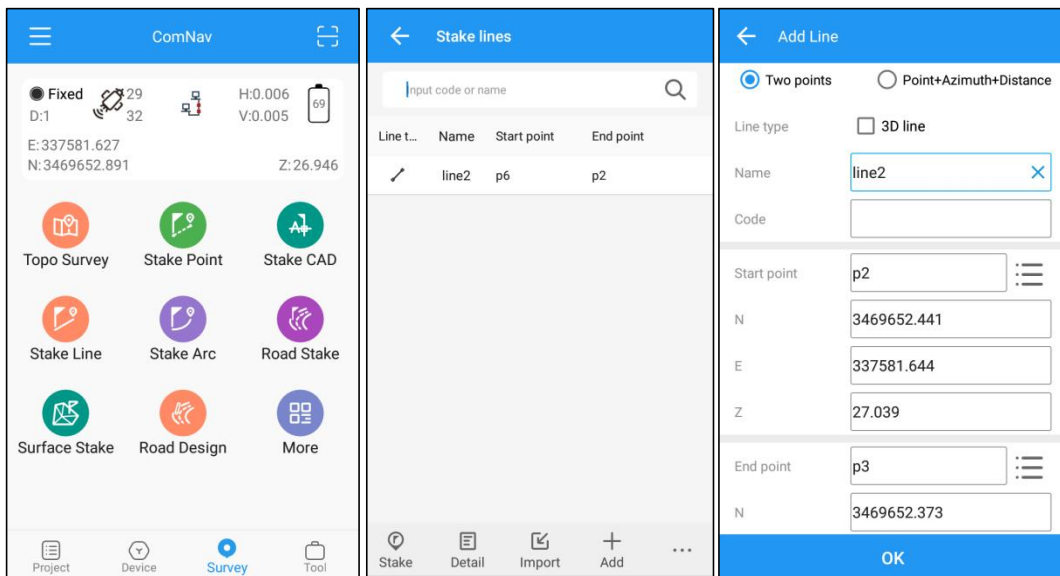 ComNav
Fixed 29 H:0.006 69
D:1 32 V:0.005
E:337581.627
N:3469652.891 Z:26.946
Topo Survey Stake Point Stake CAD
Stake Line Stake Arc Road Stake
Surface Stake Road Design More
Project Device Survey Tool
Stake lines
Input code or name
Line t... Name Start point End point
line2 p6 p2
Stake Detail Import Add ...
Add Line
Two points Point+Azimuth+Distance
Line type 3D line
Name line2
Code
Start point p2
N 3469652.441
E 337581.644
Z 27.039
End point p3
N 3469652.373
OK